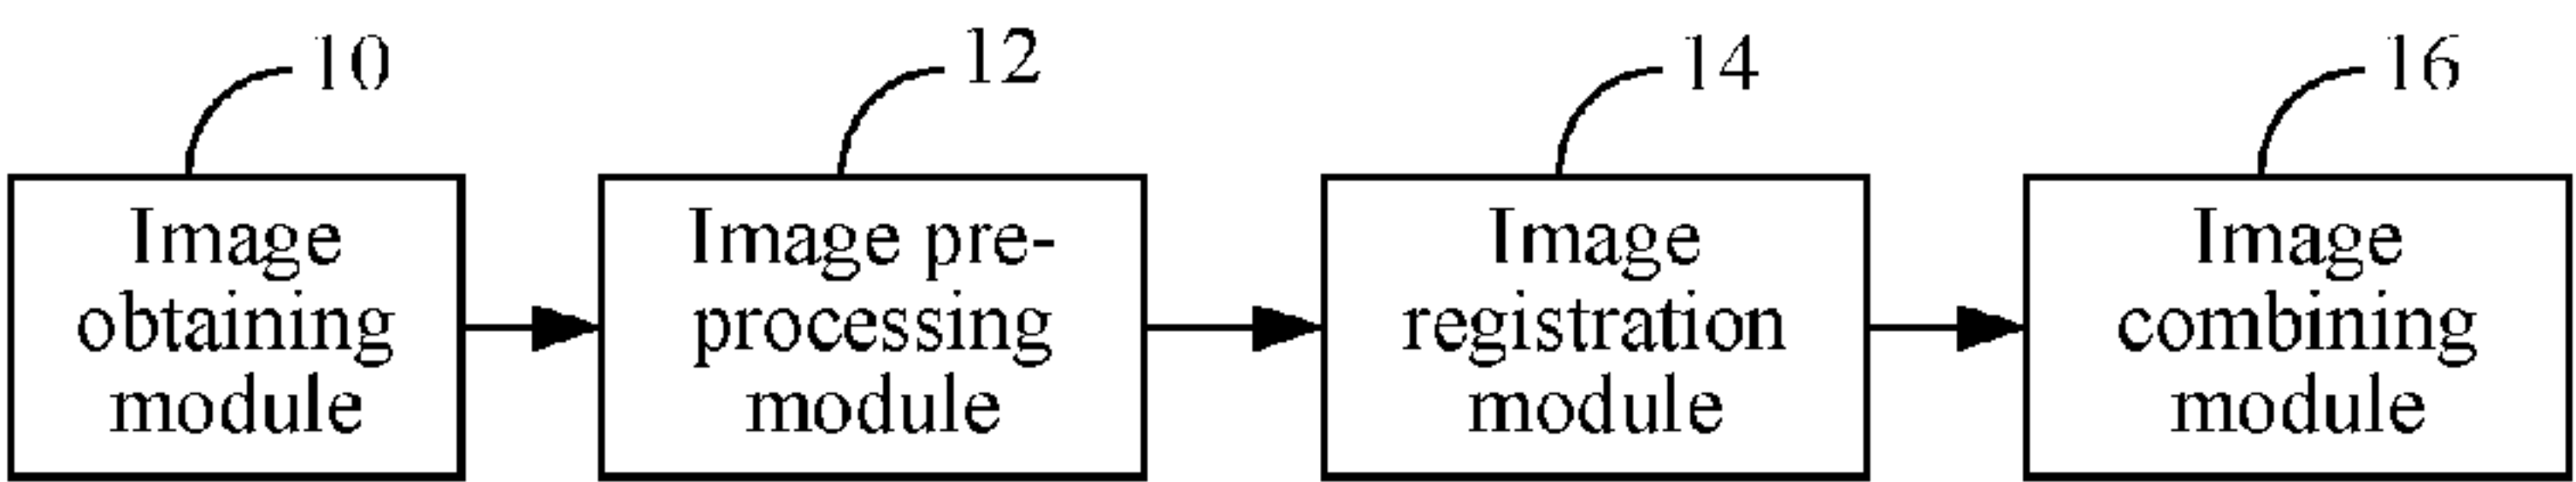 10
12
14
16
Image
obtaining
module
Image pre-
processing
module
Image
registration
module
Image
combining
module